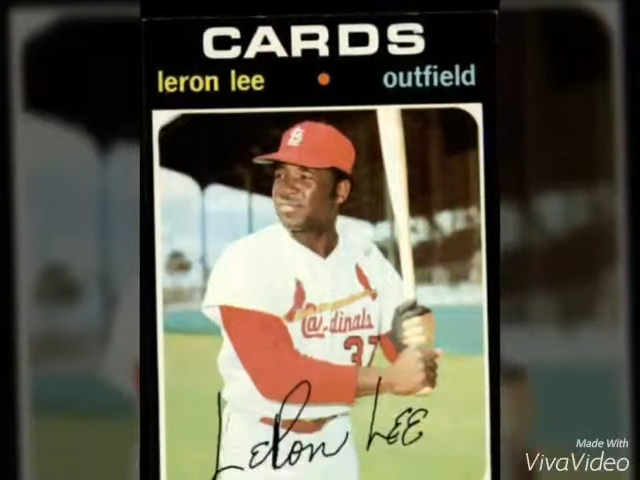 CARDS
leron lee • outfield
Cardinals
37
LeRon Lee
Made With
VivaVideo